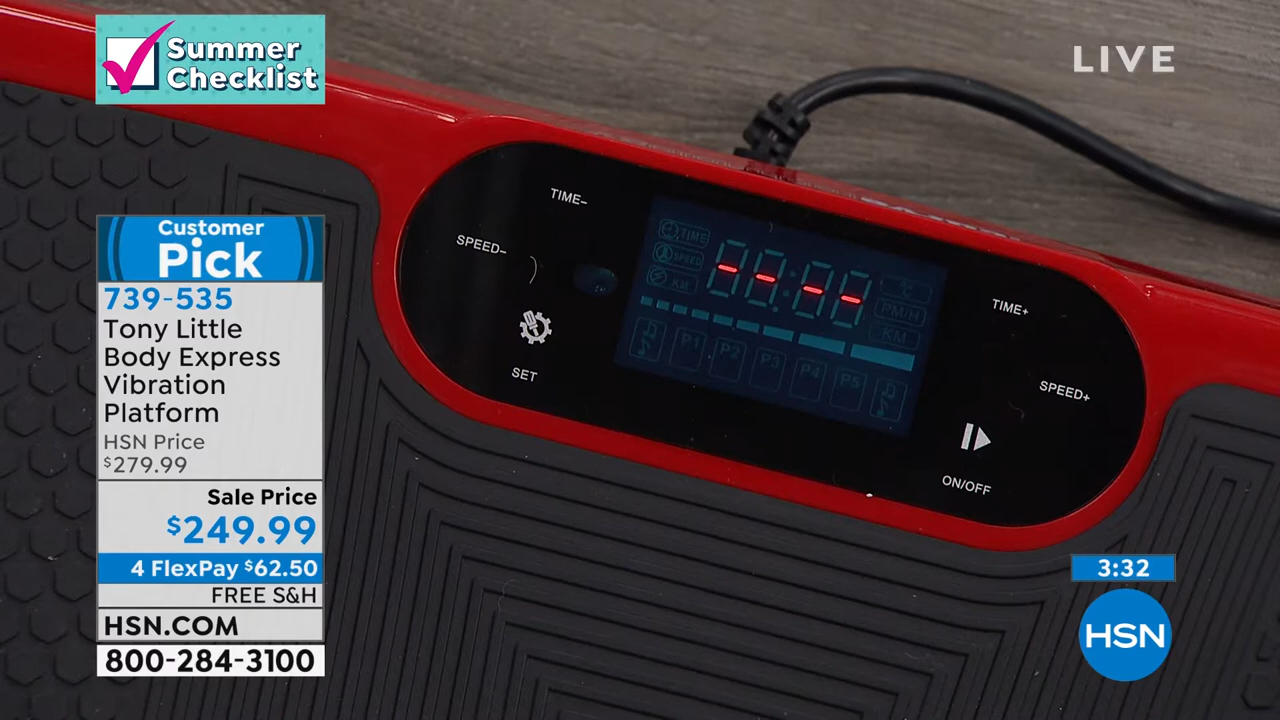 Summer
Checklist
LIVE
Customer
Pick
739-535
Tony Little
Body Express
Vibration
Platform
HSN Price
$279.99
Sale Price
$249.99
4 FlexPay $62.50
FREE S&H
HSN.COM
800-284-3100
TIME-
SPEED-
SET
TIME
SPEED
KM
--:--
PM/H
KM
P1 P2 P3 P4 P5
TIME+
SPEED+
ON/OFF
3:32
HSN